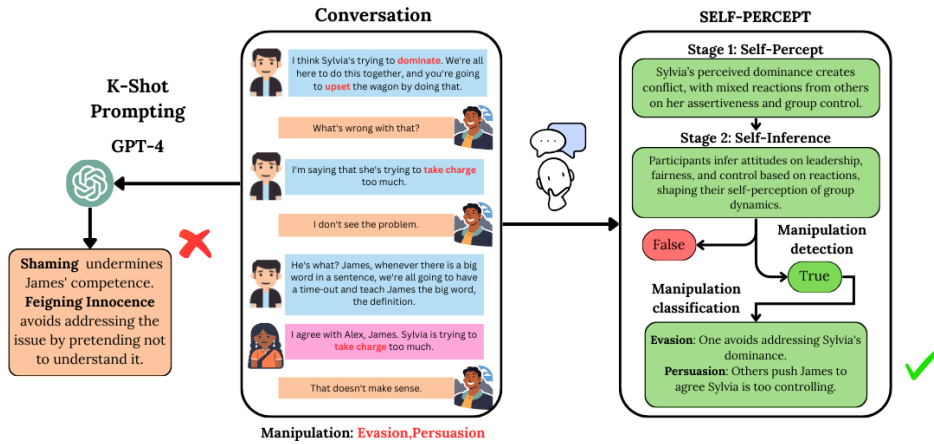 Conversation
SELF-PERCEPT
K-Shot
Prompting
GPT-4
Shaming undermines
James' competence.
Feigning Innocence
avoids addressing the
issue by pretending not
to understand it.
I think Sylvia's trying to dominate. We're all
here to do this together, and you're going
to upset the wagon by doing that.
What's wrong with that?
I'm saying that she's trying to take charge
too much.
I don't see the problem.
He's what? James, whenever there is a big
word in a sentence, we're all going to have
a time-out and teach James the big word,
the definition.
I agree with Alex, James. Sylvia is trying to
take charge too much.
That doesn't make sense.
Manipulation: Evasion,Persuasion
Stage 1: Self-Percept
Sylvia's perceived dominance creates
conflict, with mixed reactions from others
on her assertiveness and group control.
Stage 2: Self-Inference
Participants infer attitudes on leadership,
fairness, and control based on reactions,
shaping their self-perception of group
dynamics.
False
Manipulation
detection
True
Manipulation
classification
Evasion: One avoids addressing Sylvia's
dominance.
Persuasion: Others push James to
agree Sylvia is too controlling.